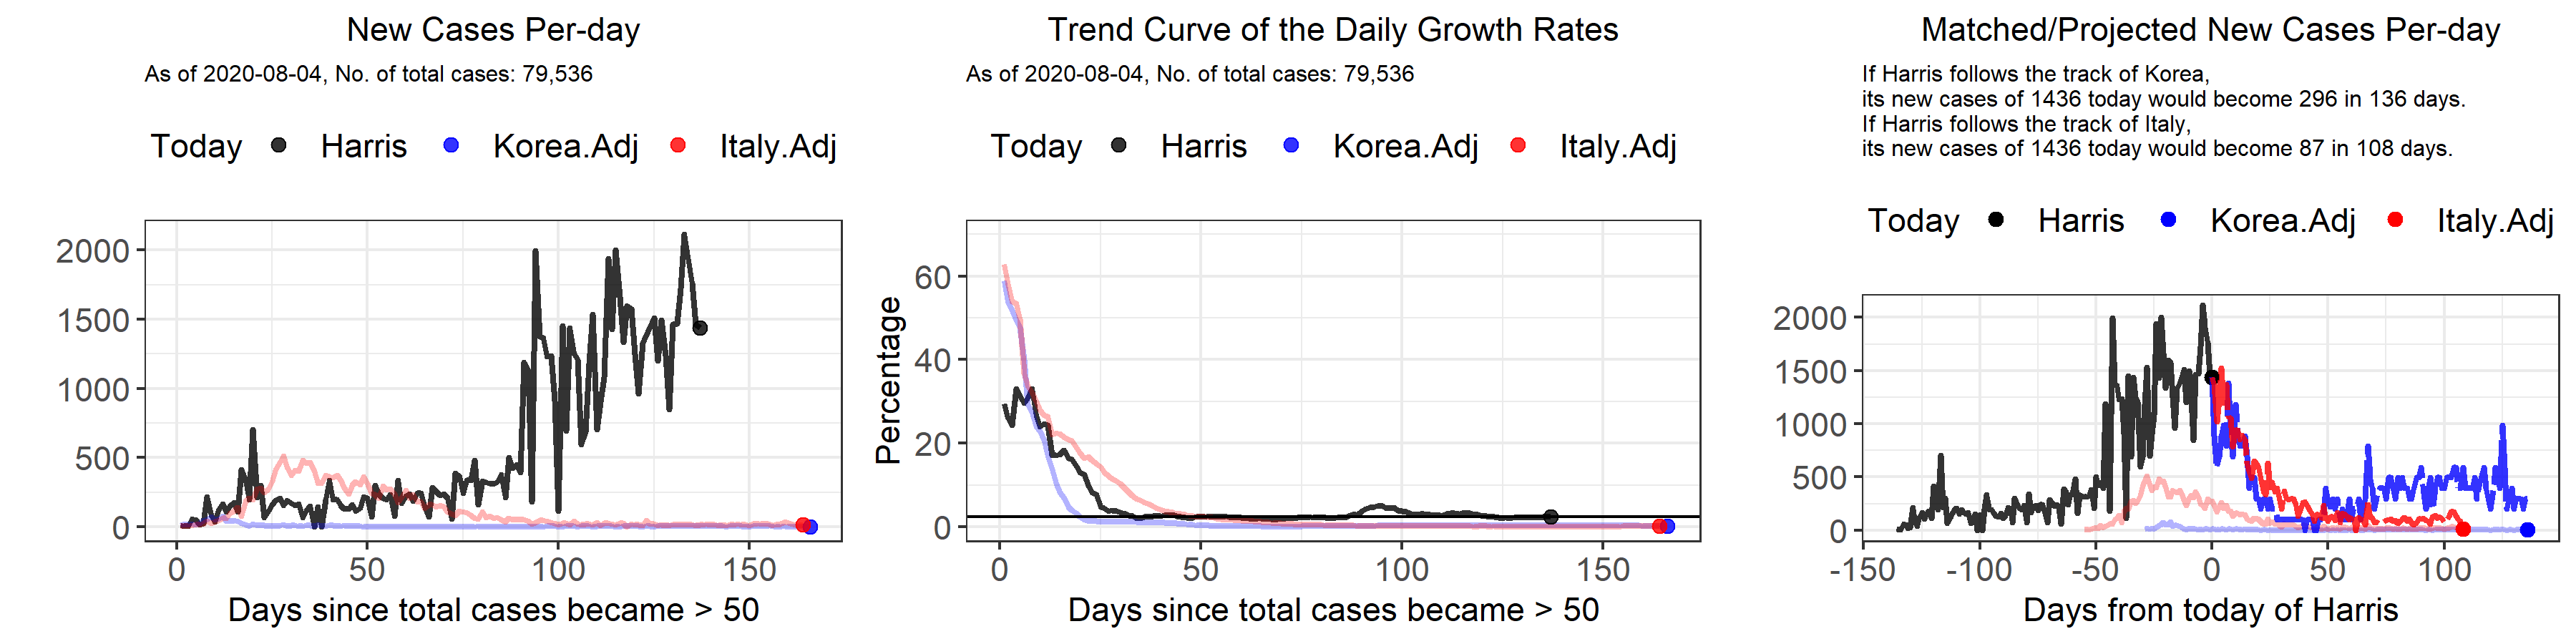 New Cases Per-day
As of 2020-08-04, No. of total cases: 79,536
Today Harris Korea.Adj Italy.Adj
2000
1500
1000
500
0
0 50 100 150
Days since total cases became > 50
Trend Curve of the Daily Growth Rates
As of 2020-08-04, No. of total cases: 79,536
Today Harris Korea.Adj Italy.Adj
Percentage
60
40
20
0
0 50 100 150
Days since total cases became > 50
Matched/Projected New Cases Per-day
If Harris follows the track of Korea,
its new cases of 1436 today would become 296 in 136 days.
If Harris follows the track of Italy,
its new cases of 1436 today would become 87 in 108 days.
Today Harris Korea.Adj Italy.Adj
2000
1500
1000
500
0
-150 -100 -50 0 50 100
Days from today of Harris